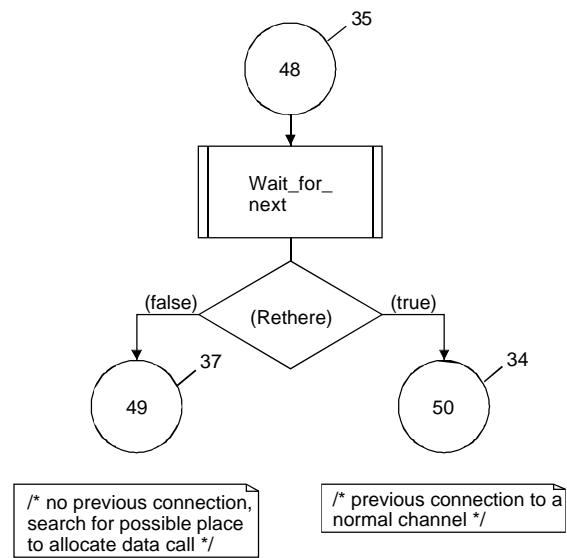 35
48
Wait_for_
next
(false)
(Rethere)
(true)
37
34
49
50
/* no previous connection,
search for possible place
to allocate data call */
/* previous connection to a
normal channel */